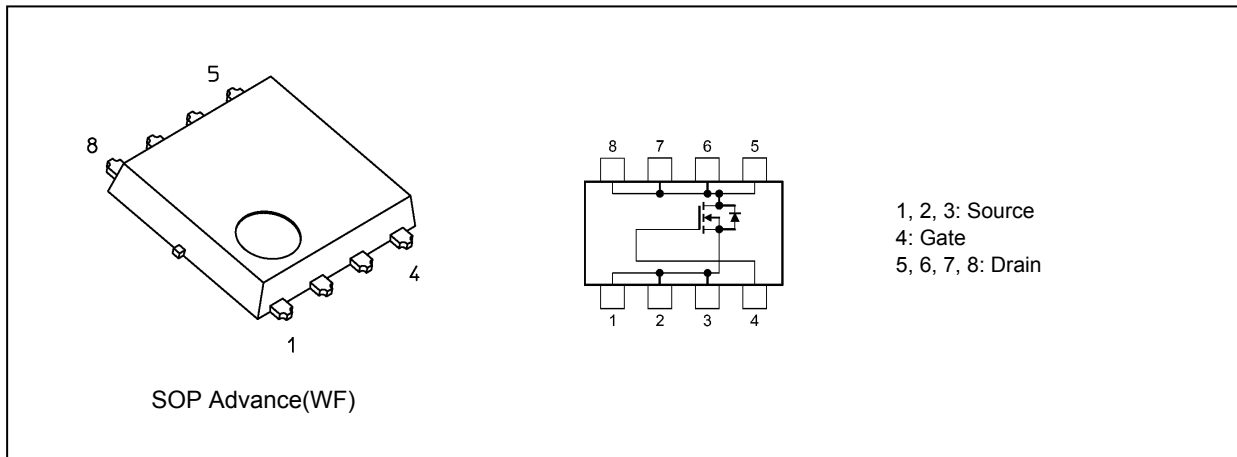 5
8
4
1
SOP Advance(WF)
8 7 6 5
1 2 3 4
1, 2, 3: Source
4: Gate
5, 6, 7, 8: Drain